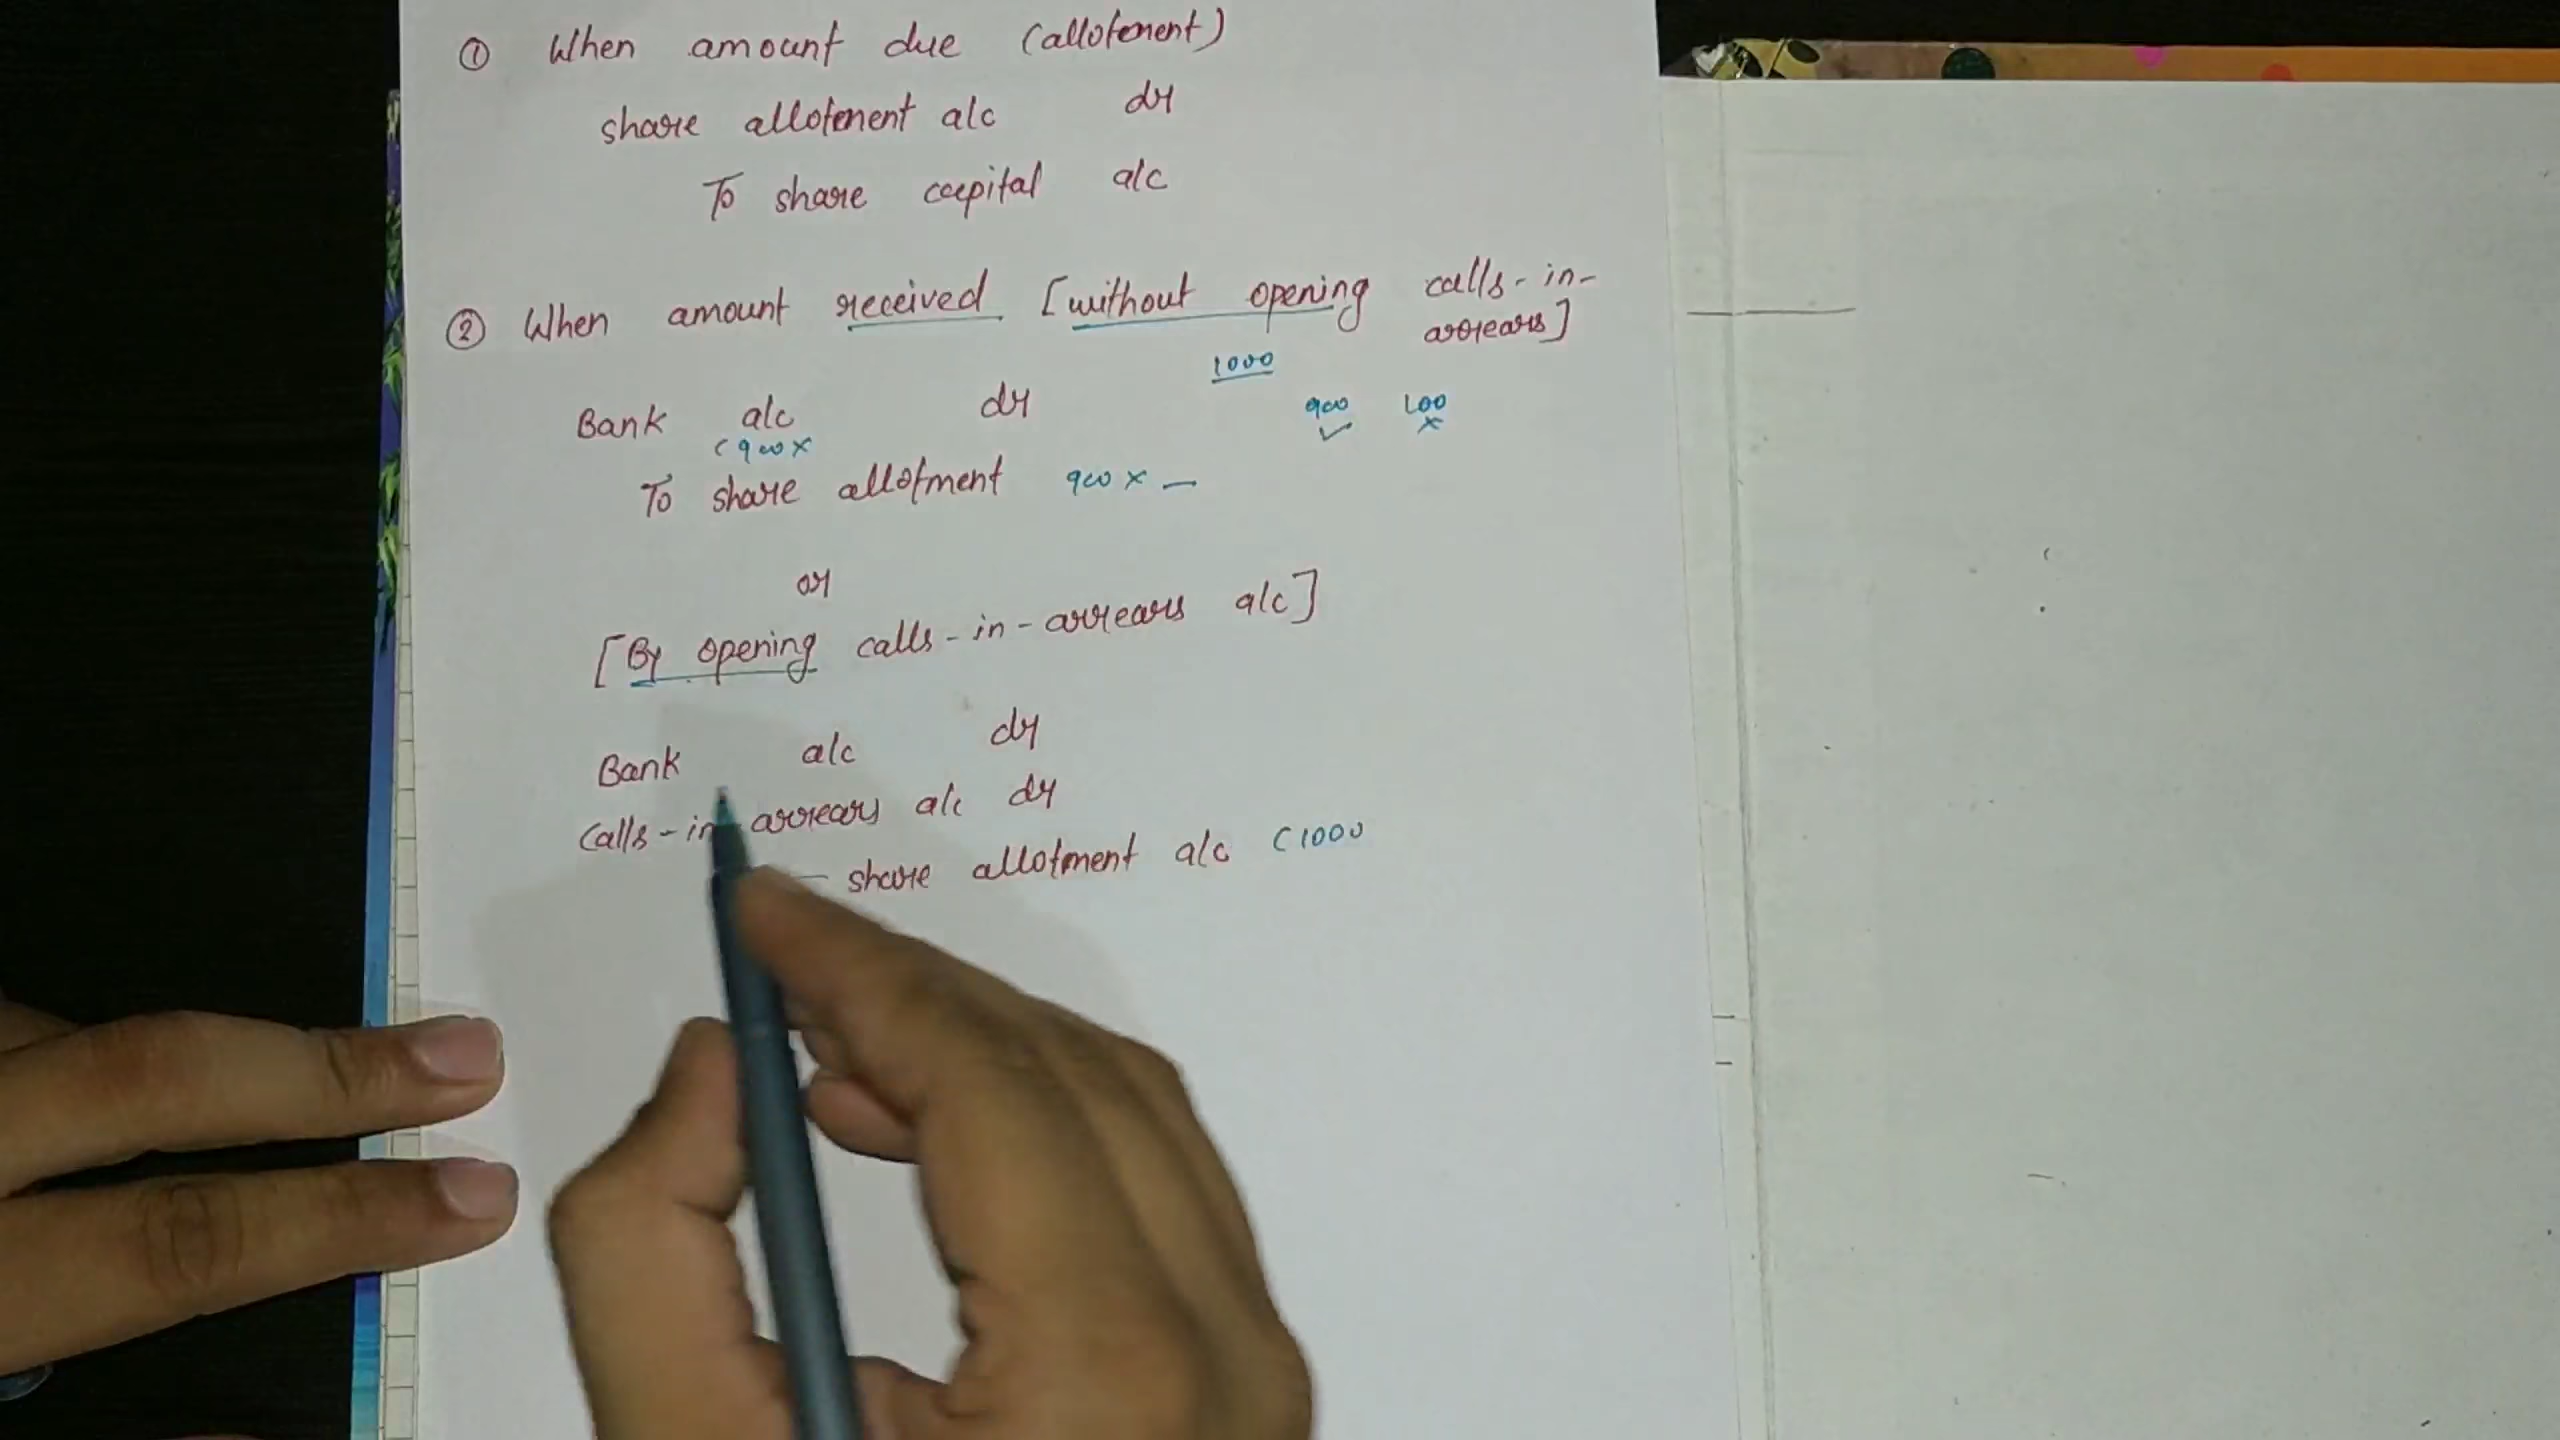 ① When amount due (allotement)
share allotement a/c dr
To share capital a/c
② When amount received [without opening calls-in-
arrears]
1000
Bank a/c dr 900 100
(900 x ✓ x
To share allotment 900 x —
or
[By opening calls-in-arrears a/c]
Bank a/c dr
Calls-in-arrears a/c dr
share allotment a/c (1000